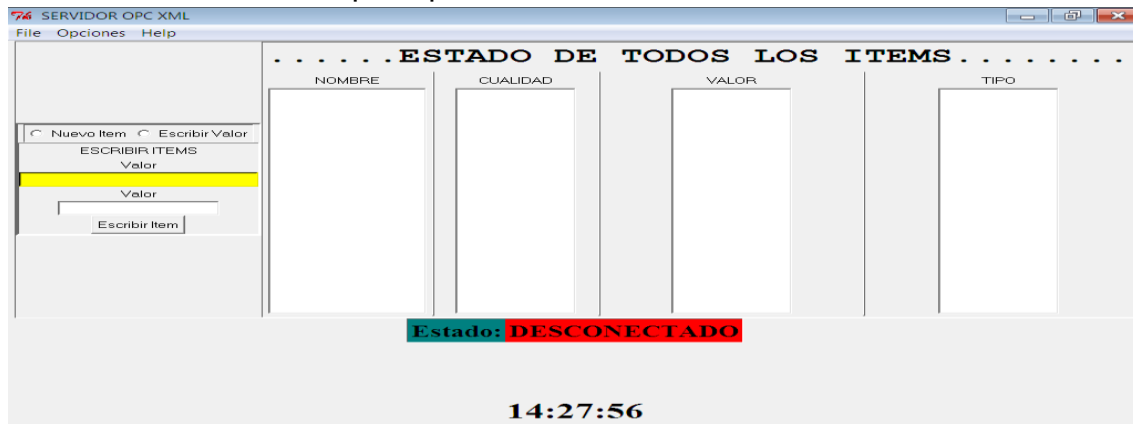 SERVIDOR OPC XML
File Opciones Help
. . . . . .ESTADO DE TODOS LOS ITEMS. . . . . . . .
NOMBRE CUALIDAD VALOR TIPO
Nuevo Item Escribir Valor
ESCRIBIR ITEMS
Valor
Valor
Escribir Item
Estado: DESCONECTADO
14:27:56